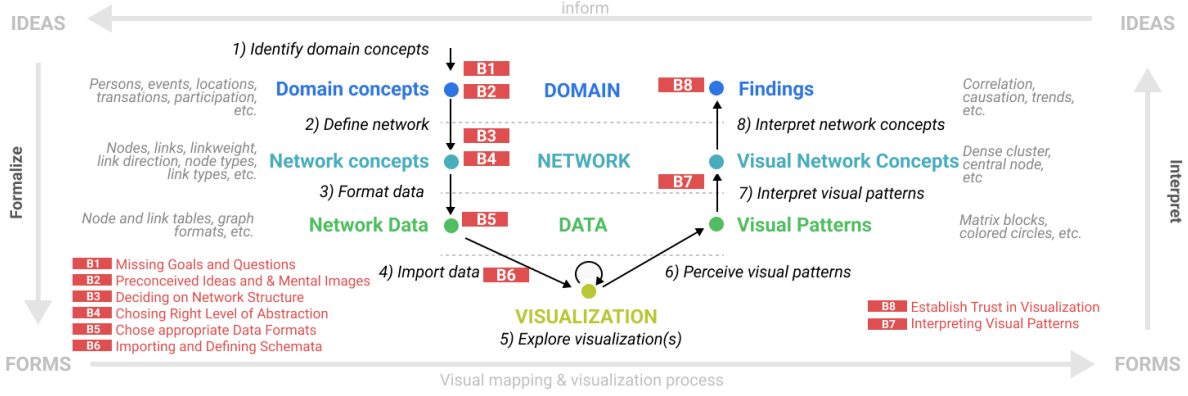 inform
IDEAS
IDEAS
1) Identify domain concepts
B1
B2
B8
Persons, events, locations,
transations, participation,
etc.
Domain concepts
DOMAIN
Findings
Correlation,
causation, trends,
etc.
2) Define network
B3
8) Interpret network concepts
Nodes, links, linkweight,
link direction, node types,
link types, etc.
Network concepts
B4
NETWORK
Visual Network Concepts
Dense cluster,
central node,
etc
B7
3) Format data
7) Interpret visual patterns
Formalize
Interpret
Node and link tables, graph
formats, etc.
Network Data
B5
DATA
Visual Patterns
Matrix blocks,
colored circles, etc.
4) Import data
B6
6) Perceive visual patterns
B1 Missing Goals and Questions
B2 Preconceived Ideas and & Mental Images
B3 Deciding on Network Structure
B4 Chosing Right Level of Abstraction
B5 Chose appropriate Data Formats
B6 Importing and Defining Schemata
VISUALIZATION
5) Explore visualization(s)
B8 Establish Trust in Visualization
B7 Interpreting Visual Patterns
FORMS
FORMS
Visual mapping & visualization process